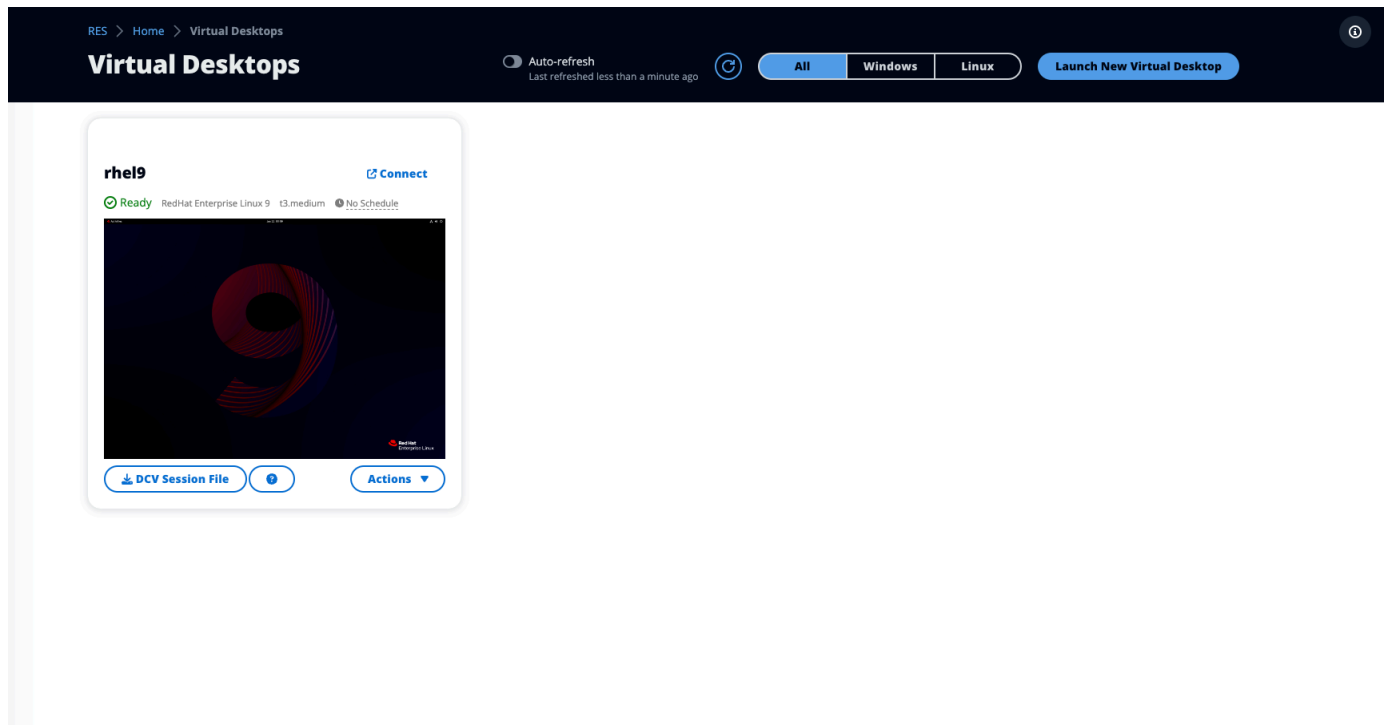 RES > Home > Virtual Desktops
Virtual Desktops
Auto-refresh
Last refreshed less than a minute ago
All
Windows
Linux
Launch New Virtual Desktop
rhel9
Connect
Ready
RedHat Enterprise Linux 9
t3.medium
No Schedule
9
Red Hat
Enterprise Linux
DCV Session File
Actions